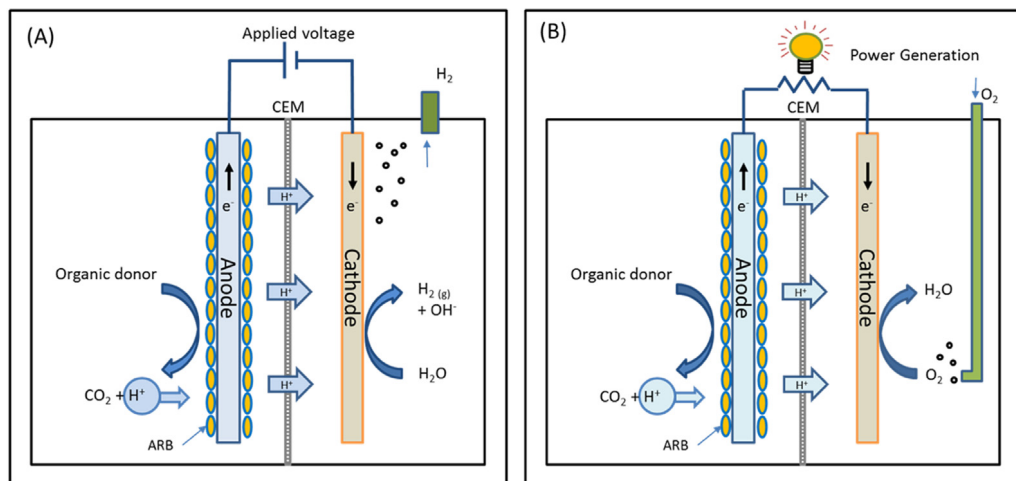 (A)
Applied voltage
H₂
CEM
H⁺
e⁻
e⁻
Anode
Cathode
Organic donor
H⁺
H₂ (g)
+ OH⁻
H⁺
H₂O
CO₂ + H⁺
ARB
(B)
Power Generation
O₂
CEM
H⁺
e⁻
e⁻
Anode
Cathode
Organic donor
H⁺
H₂O
H⁺
O₂
CO₂ + H⁺
ARB